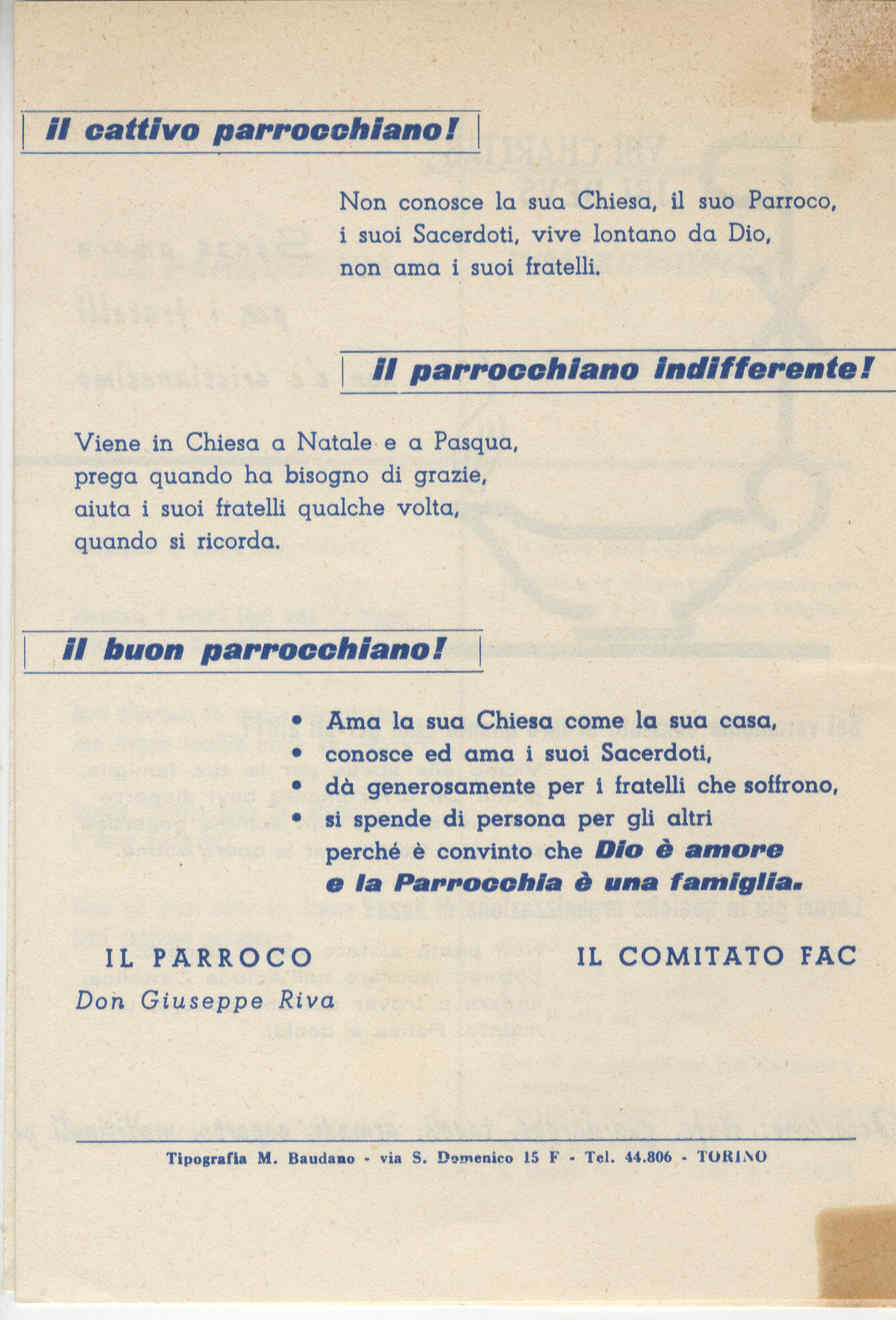 il cattivo parrocchiano!
Non conosce la sua Chiesa, il suo Parroco,
i suoi Sacerdoti, vive lontano da Dio,
non ama i suoi fratelli.
il parrocchiano indifferente!
Viene in Chiesa a Natale e a Pasqua,
prega quando ha bisogno di grazie,
aiuta i suoi fratelli qualche volta,
quando si ricorda.
il buon parrocchiano!
• Ama la sua Chiesa come la sua casa,
• conosce ed ama i suoi Sacerdoti,
• dà generosamente per i fratelli che soffrono,
• si spende di persona per gli altri
perché è convinto che Dio è amore
e la Parrocchia è una famiglia.
IL PARROCO
IL COMITATO FAC
Don Giuseppe Riva
Tipografia M. Baudano - via S. Domenico 15 F - Tel. 44.806 - TORINO